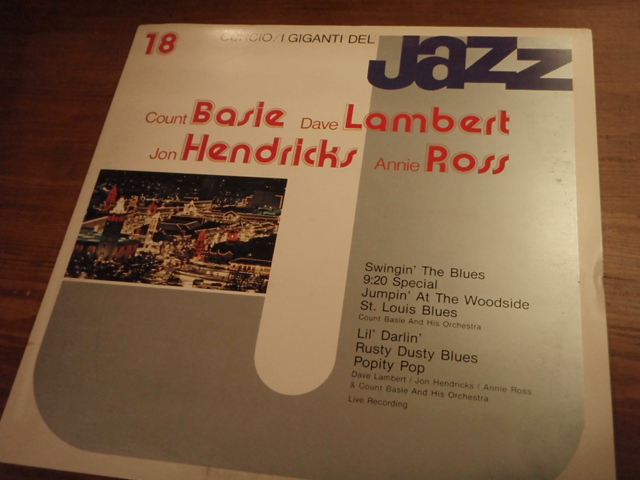 18 CURCIO / I GIGANTI DEL
Jazz
Count Basie Dave Lambert
Jon Hendricks Annie Ross
Swingin' The Blues
9:20 Special
Jumpin' At The Woodside
St. Louis Blues
Count Basie And His Orchestra
Lil' Darlin'
Rusty Dusty Blues
Popity Pop
Dave Lambert / Jon Hendricks / Annie Ross
& Count Basie And His Orchestra
Live Recording